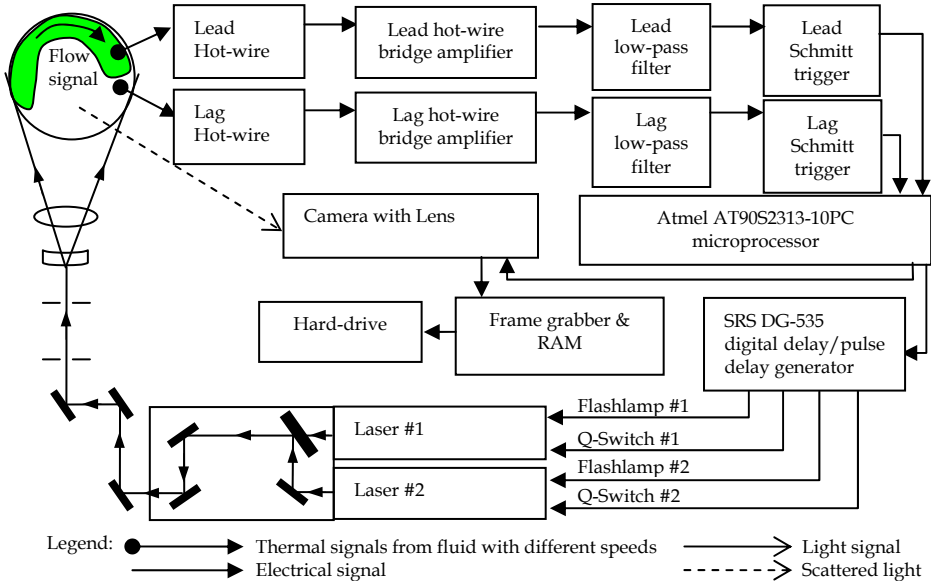 Flow
signal
Lead
Hot-wire
Lead hot-wire
bridge amplifier
Lead
low-pass
filter
Lead
Schmitt
trigger
Lag
Hot-wire
Lag hot-wire
bridge amplifier
Lag
low-pass
filter
Lag
Schmitt
trigger
Camera with Lens
Atmel AT90S2313-10PC
microprocessor
Hard-drive
Frame grabber &
RAM
SRS DG-535
digital delay/pulse
delay generator
Laser #1
Laser #2
Flashlamp #1
Q-Switch #1
Flashlamp #2
Q-Switch #2
Legend:
Thermal signals from fluid with different speeds
Light signal
Electrical signal
Scattered light